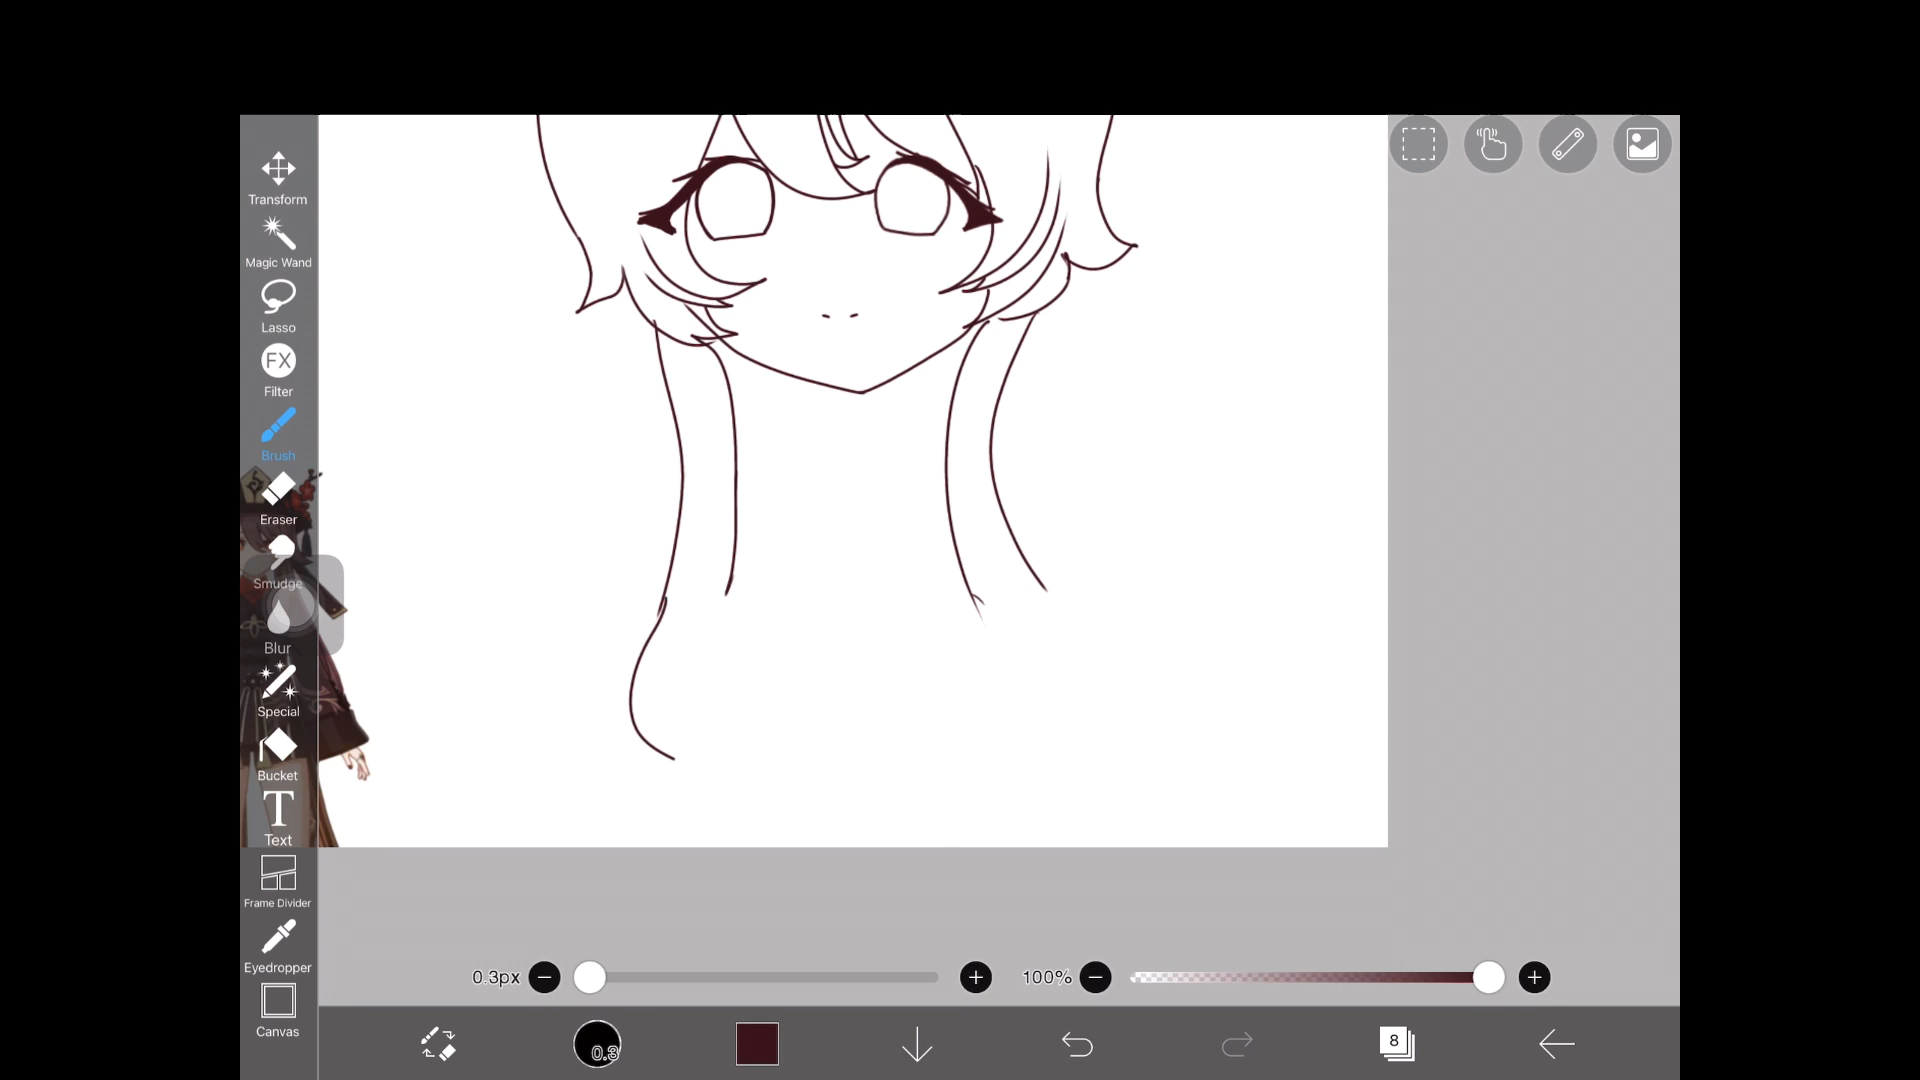 Transform
Magic Wand
Lasso
FX
Filter
Brush
Eraser
Smudge
Blur
Special
Bucket
T
Text
Frame Divider
Eyedropper
Canvas
0.3px
100%
0.3
8